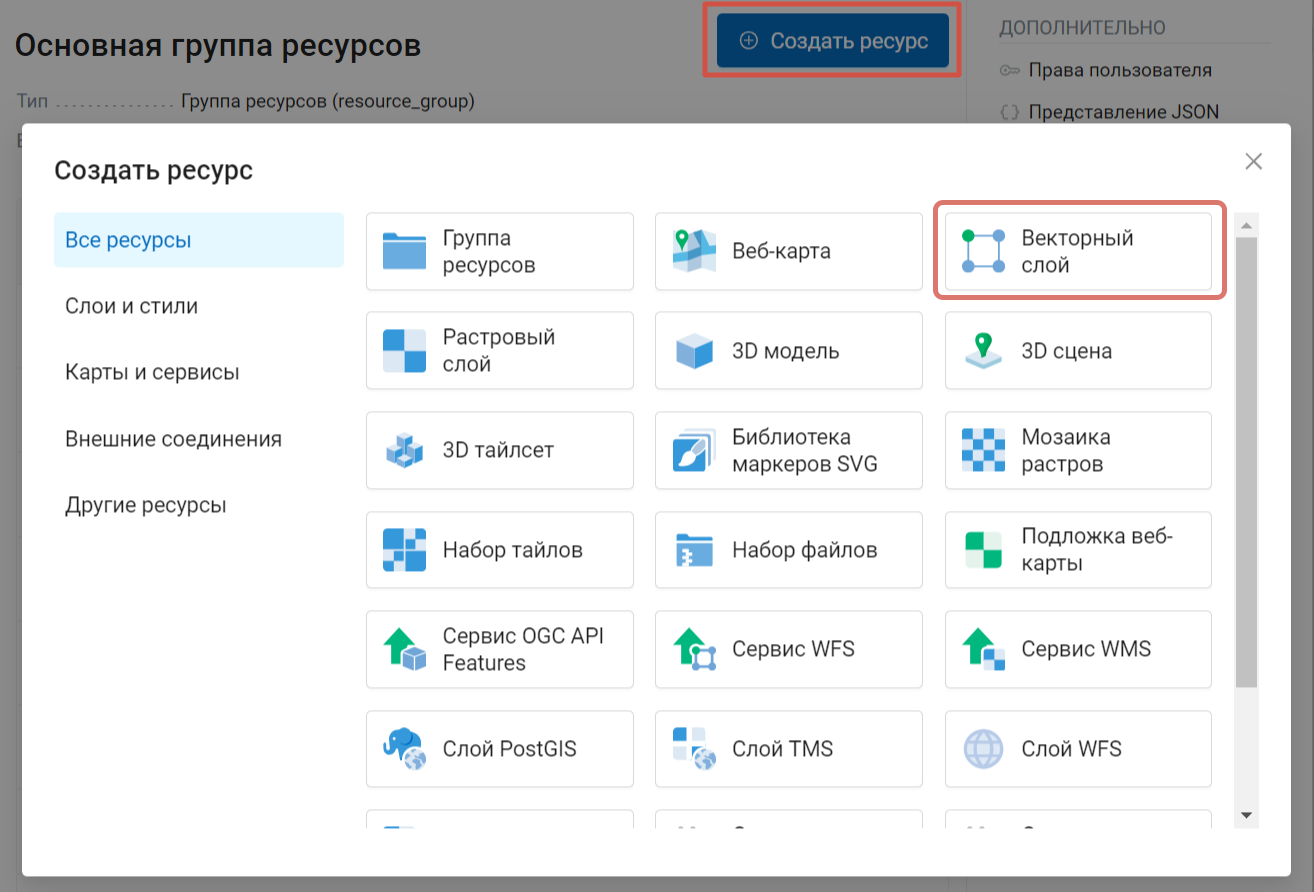 Основная группа ресурсов
Создать ресурс
ДОПОЛНИТЕЛЬНО
Права пользователя
Тип ............... Группа ресурсов (resource_group)
Представление JSON
Создать ресурс
Все ресурсы
Слои и стили
Карты и сервисы
Внешние соединения
Другие ресурсы
Группа
ресурсов
Веб-карта
Векторный
слой
Растровый
слой
3D модель
3D сцена
3D тайлсет
Библиотека
маркеров SVG
Мозаика
растров
Набор тайлов
Набор файлов
Подложка веб-
карты
Сервис OGC API
Features
Сервис WFS
Сервис WMS
Слой PostGIS
Слой TMS
Слой WFS